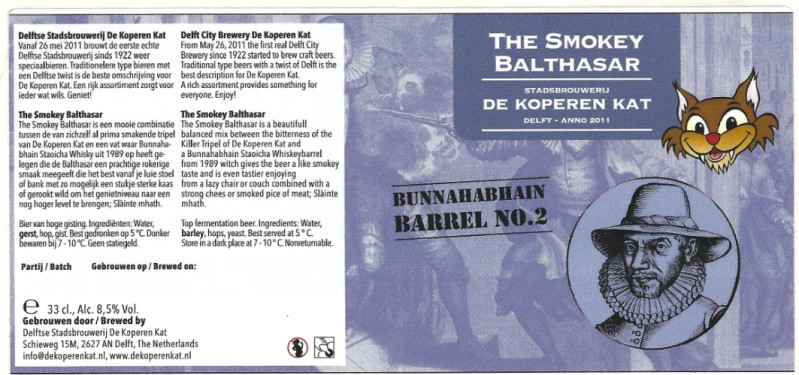 Delftse Stadsbrouwerij De Koperen Kat
Vanaf 26 mei 2011 brouwt de eerste echte
Delftse Stadsbrouwerij sinds 1922 weer
speciaalbieren. Traditionelere type bieren met
een Delftse twist is de beste omschrijving voor
De Koperen Kat. Een rijk assortiment zorgt voor
ieder wat wils. Geniet!
The Smokey Balthasar
The Smokey Balthasar is een mooie combinatie
tussen de van zichzelf al prima smakende tripel
van De Koperen Kat en een vat waar Bunnaha-
bhain Staoicha Whisky uit 1989 op heeft ge-
legen die de Balthasar een prachtige rokerige
smaak meegeeft die het best vanaf je luie stoel
of bank met zo mogelijk een stukje sterke kaas
of gerookt wild om het genietniveau naar een
nog hoger level te brengen; Slàinte mhath.
Bier van hoge gisting. Ingrediënten: Water,
gerst, hop, gist. Best gedronken op 5 °C. Donker
bewaren bij 7 - 10 °C. Geen statiegeld.
Delft City Brewery De Koperen Kat
From May 26, 2011 the first real Delft City
Brewery since 1922 started to brew craft beers.
Traditional type beers with a twist of Delft is the
best description for De Koperen Kat.
A rich assortment provides something for
everyone. Enjoy!
The Smokey Balthasar
The Smokey Balthasar is a beautifull
balanced mix between the bitterness of the
Killer Tripel of De Koperen Kat and
a Bunnahabhain Staoicha Whiskeybarrel
from 1989 witch gives the beer a like smokey
taste and is even tastier enjoying
from a lazy chair or couch combined with a
strong chees or smoked pice of meat; Slàinte
mhath.
Top fermentation beer. Ingredients: Water,
barley, hops, yeast. Best served at 5 ° C.
Store in a dark place at 7 - 10° C. Nonreturnable.
Partij / Batch Gebrouwen op / Brewed on:
e 33 cl., Alc. 8,5% Vol.
Gebrouwen door / Brewed by
Delftse Stadsbrouwerij De Koperen Kat
Schieweg 15M, 2627 AN Delft, The Netherlands
info@dekoperenkat.nl, www.dekoperenkat.nl
THE SMOKEY
BALTHASAR
STADSBROUWERIJ
DE KOPEREN KAT
DELFT - ANNO 2011
BUNNAHABHAIN
BARREL NO.2